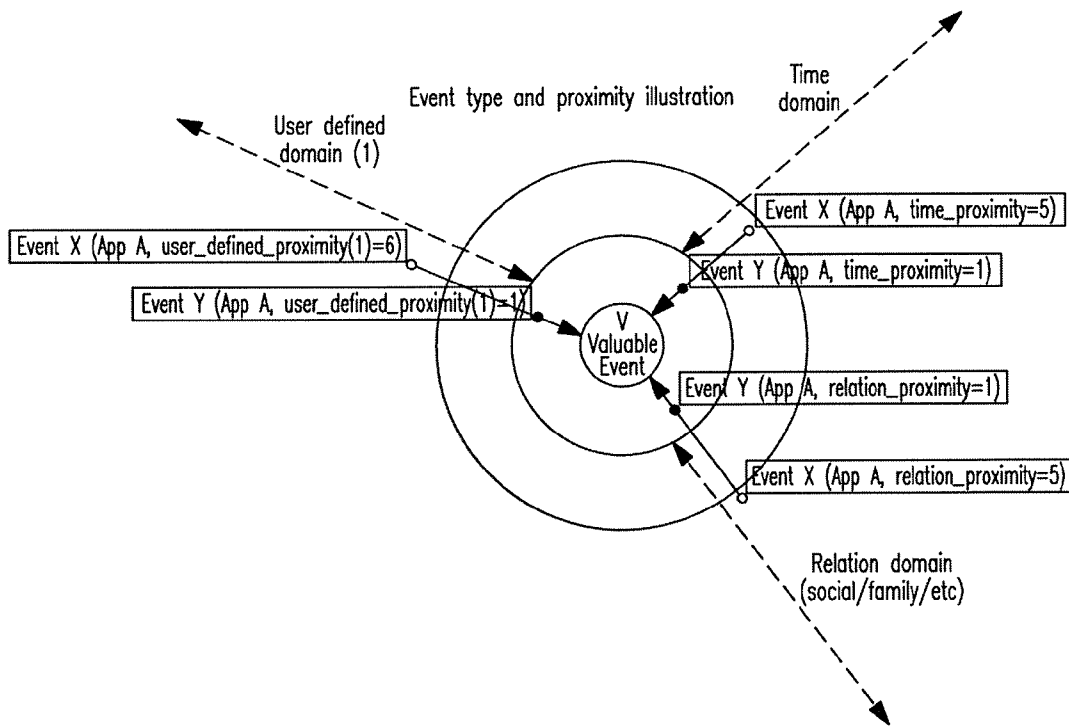 Time
domain
Event type and proximity illustration
User defined
domain (1)
Event X (App A, time_proximity=5)
Event X (App A, user_defined_proximity(1)=6)
Event Y (App A, time_proximity=1)
Event Y (App A, user_defined_proximity(1)=1)
V
Valuable
Event
Event Y (App A, relation_proximity=1)
Event X (App A, relation_proximity=5)
Relation domain
(social/family/etc)